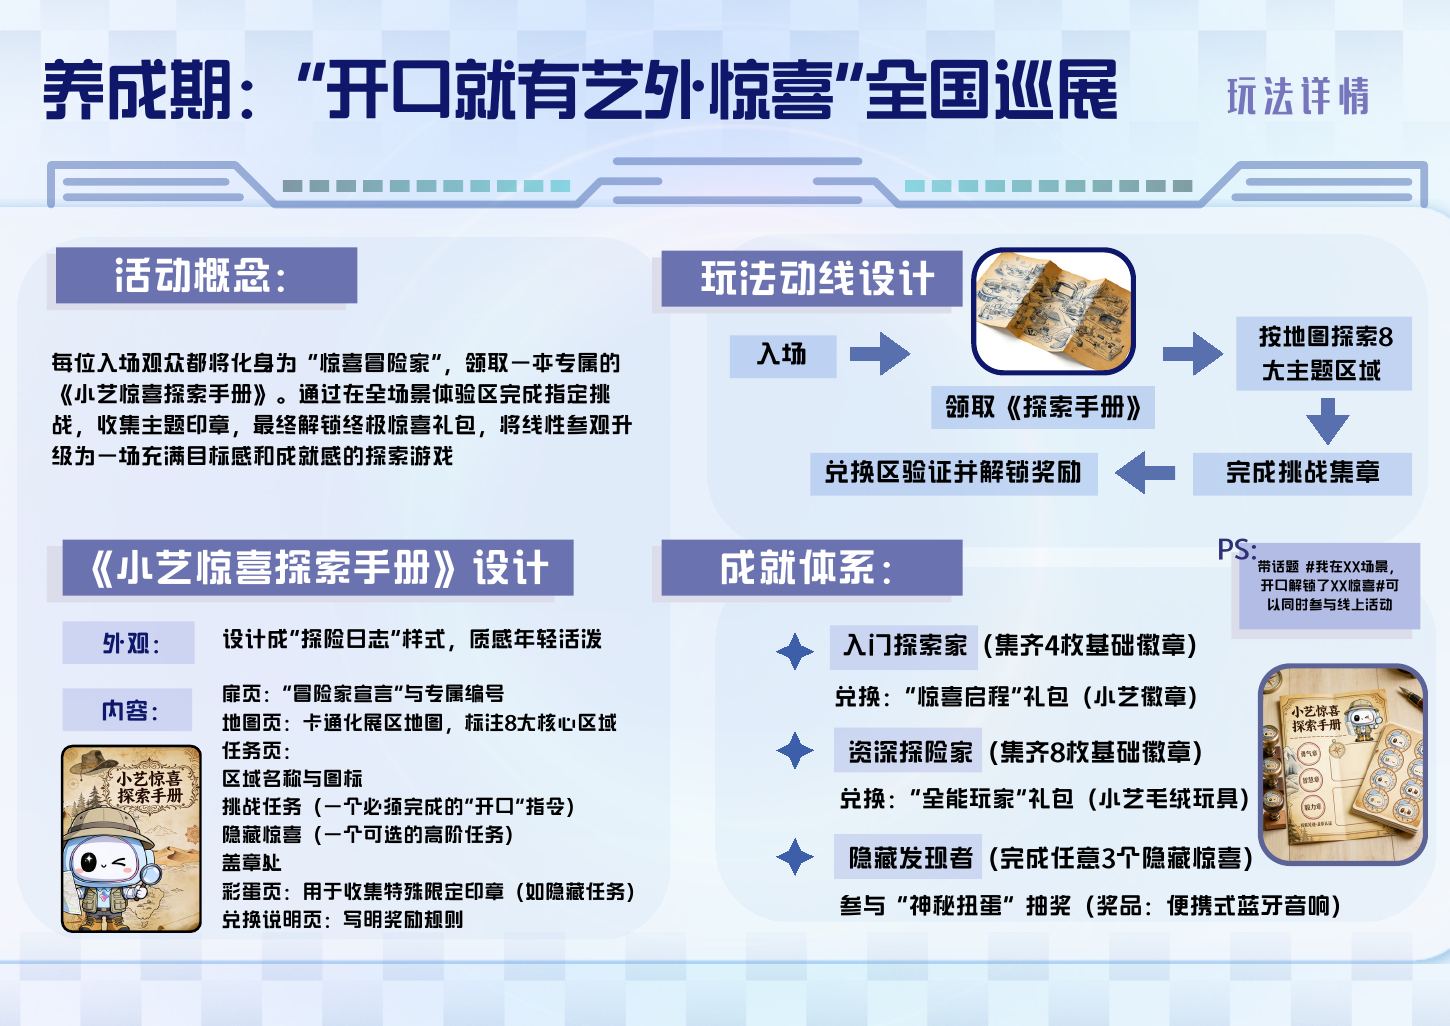 养成期：“开口就有艺外惊喜”全国巡展
玩法详情
活动概念：
每位入场观众都将化身为“惊喜冒险家”，领取一本专属的
《小艺惊喜探索手册》。通过在全场景体验区完成指定挑
战，收集主题印章，最终解锁终极惊喜礼包，将线性参观升
级为一场充满目标感和成就感的探索游戏
玩法动线设计
入场
领取《探索手册》
按地图探索8
大主题区域
完成挑战集章
兑换区验证并解锁奖励
《小艺惊喜探索手册》设计
外观：
设计成“探险日志”样式，质感年轻活泼
内容：
扉页：“冒险家宣言”与专属编号
地图页：卡通化展区地图，标注8大核心区域
任务页：
区域名称与图标
挑战任务（一个必须完成的“开口”指令）
隐藏惊喜（一个可选的高阶任务）
盖章处
彩蛋页：用于收集特殊限定印章（如隐藏任务）
兑换说明页：写明奖励规则
小艺惊喜
探索手册
成就体系：
PS:
带话题 #我在XX场景，
开口解锁了XX惊喜#可
以同时参与线上活动
入门探索家（集齐4枚基础徽章）
兑换：“惊喜启程”礼包（小艺徽章）
资深探险家（集齐8枚基础徽章）
兑换：“全能玩家”礼包（小艺毛绒玩具）
隐藏发现者（完成任意3个隐藏惊喜）
参与“神秘扭蛋”抽奖（奖品：便携式蓝牙音响）
小艺惊喜
探索手册
勇气章
智慧章
毅力章